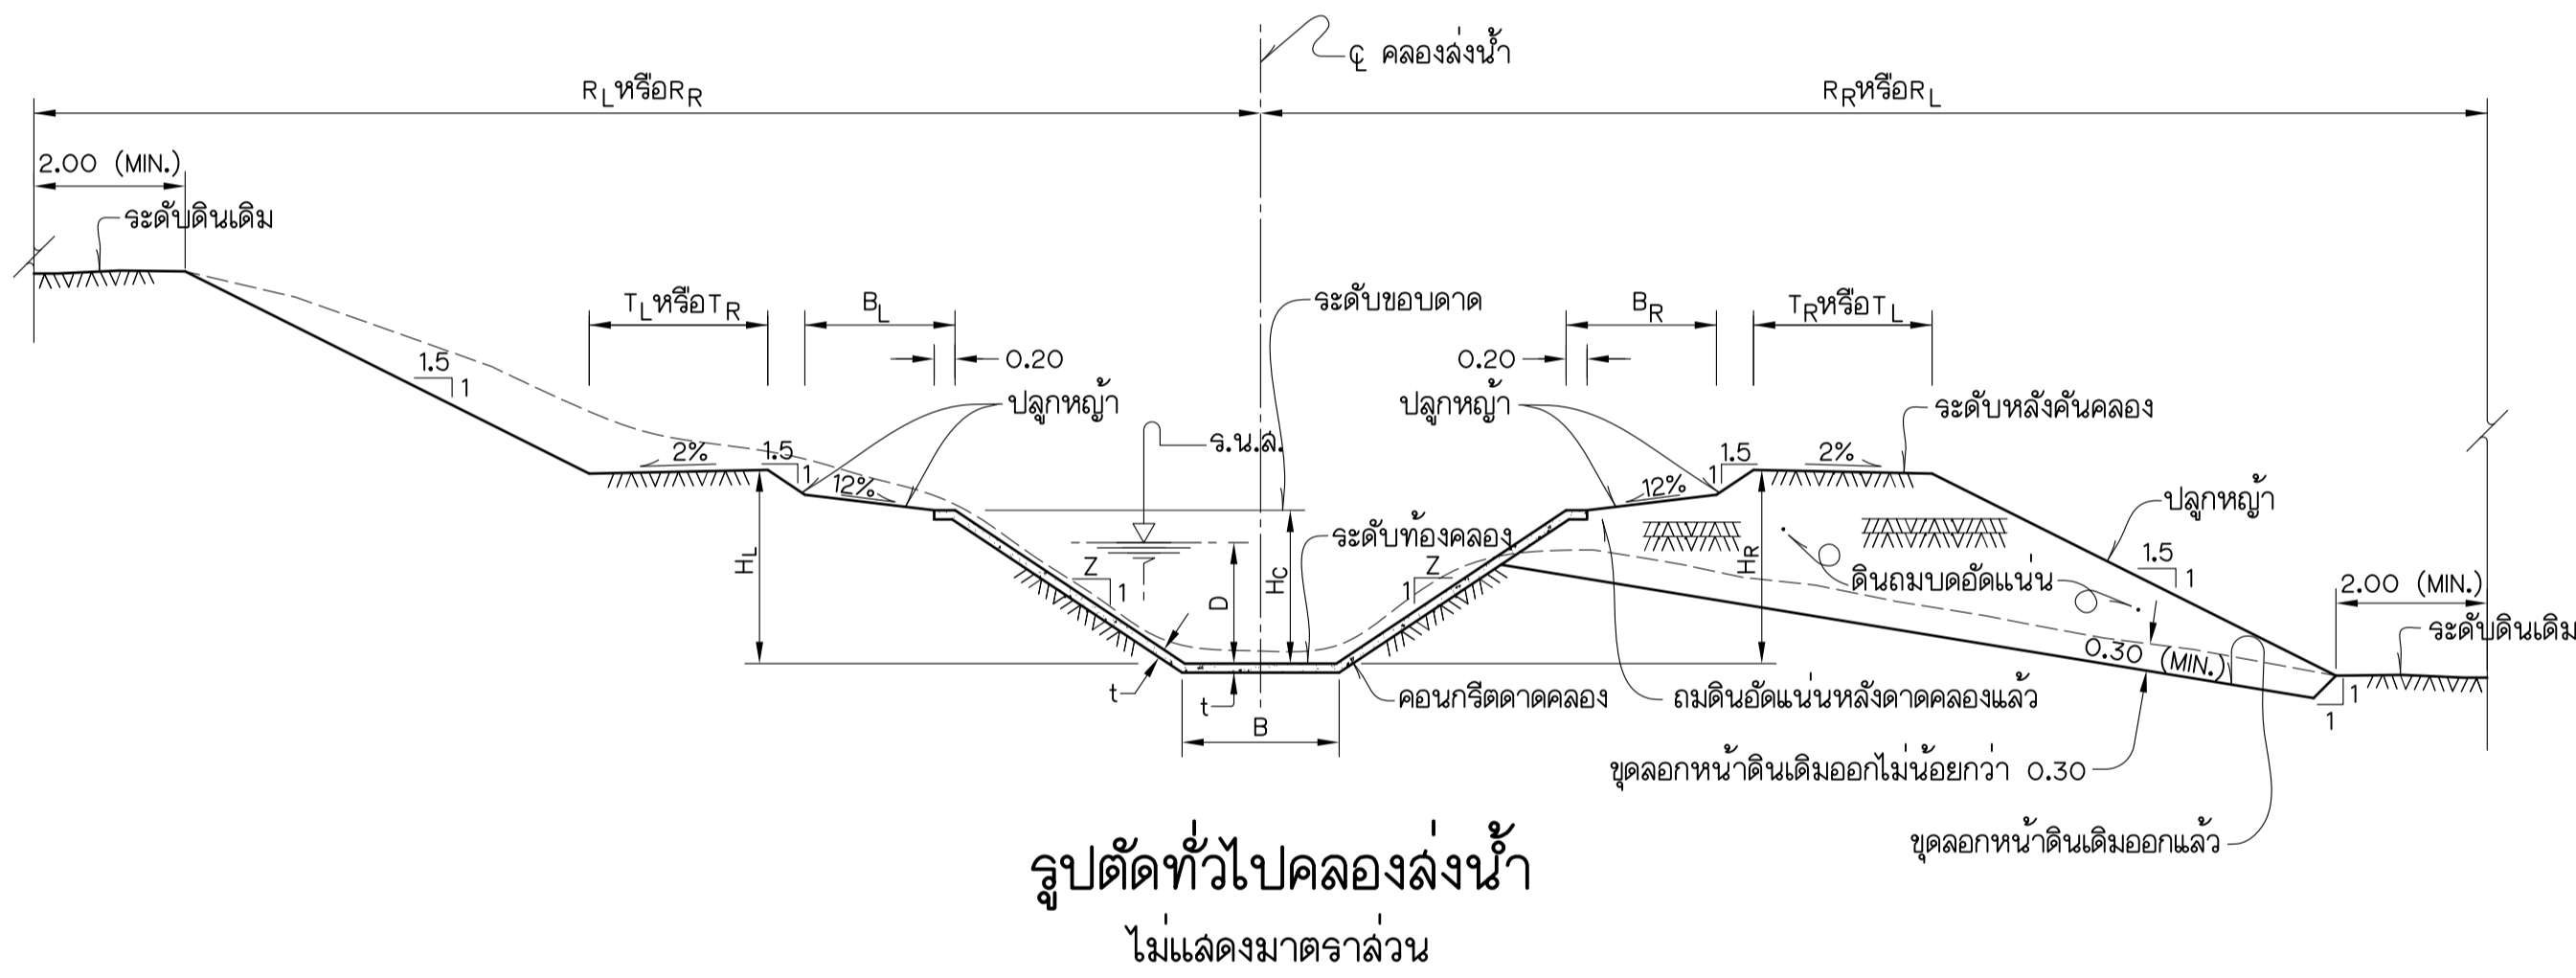 ℄ คลองส่งน้ำ
RLหรือRR
RRหรือRL
2.00 (MIN.)
ระดับดินเดิม
TLหรือTR
BL
ระดับขอบดาด
BR
TRหรือTL
0.20
0.20
1.5
1
ปลูกหญ้า
ปลูกหญ้า
ระดับหลังคันคลอง
ร.น.ส.
2%
1.5
1
12%
12%
1
1.5
2%
ปลูกหญ้า
HL
D
HC
HR
Z
1
Z
1
ระดับท้องคลอง
ดินถมบดอัดแน่น
1.5
1
2.00 (MIN.)
ระดับดินเดิม
0.30 (MIN.)
t
t
B
คอนกรีตดาดคลอง
ถมดินอัดแน่นหลังดาดคลองแล้ว
1
1
ขุดลอกหน้าดินเดิมออกไม่น้อยกว่า 0.30
ขุดลอกหน้าดินเดิมออกแล้ว
รูปตัดทั่วไปคลองส่งน้ำ
ไม่แสดงมาตราส่วน